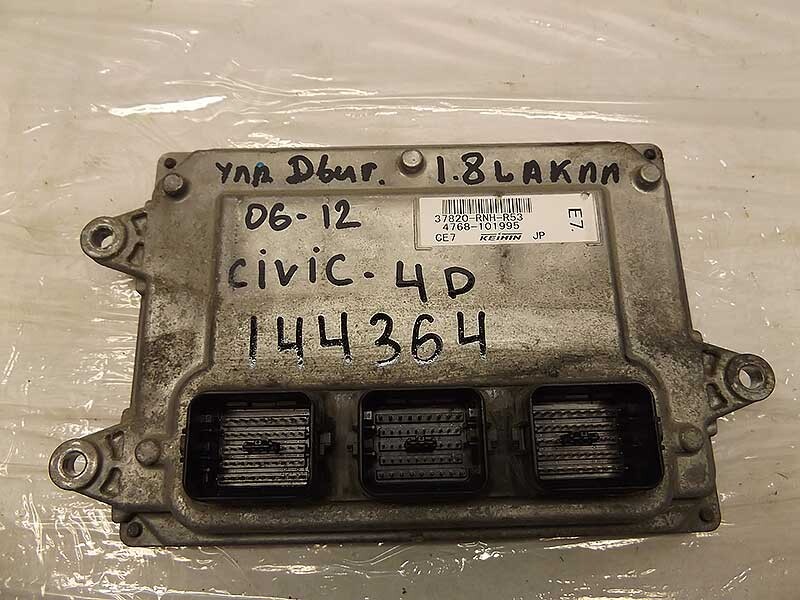 упр Двиг. 1.8L АКПП
06-12
37820-RNH-R53
4768-101995
CE7 KEIHIN JP
E7.
CiViC-4D
144364